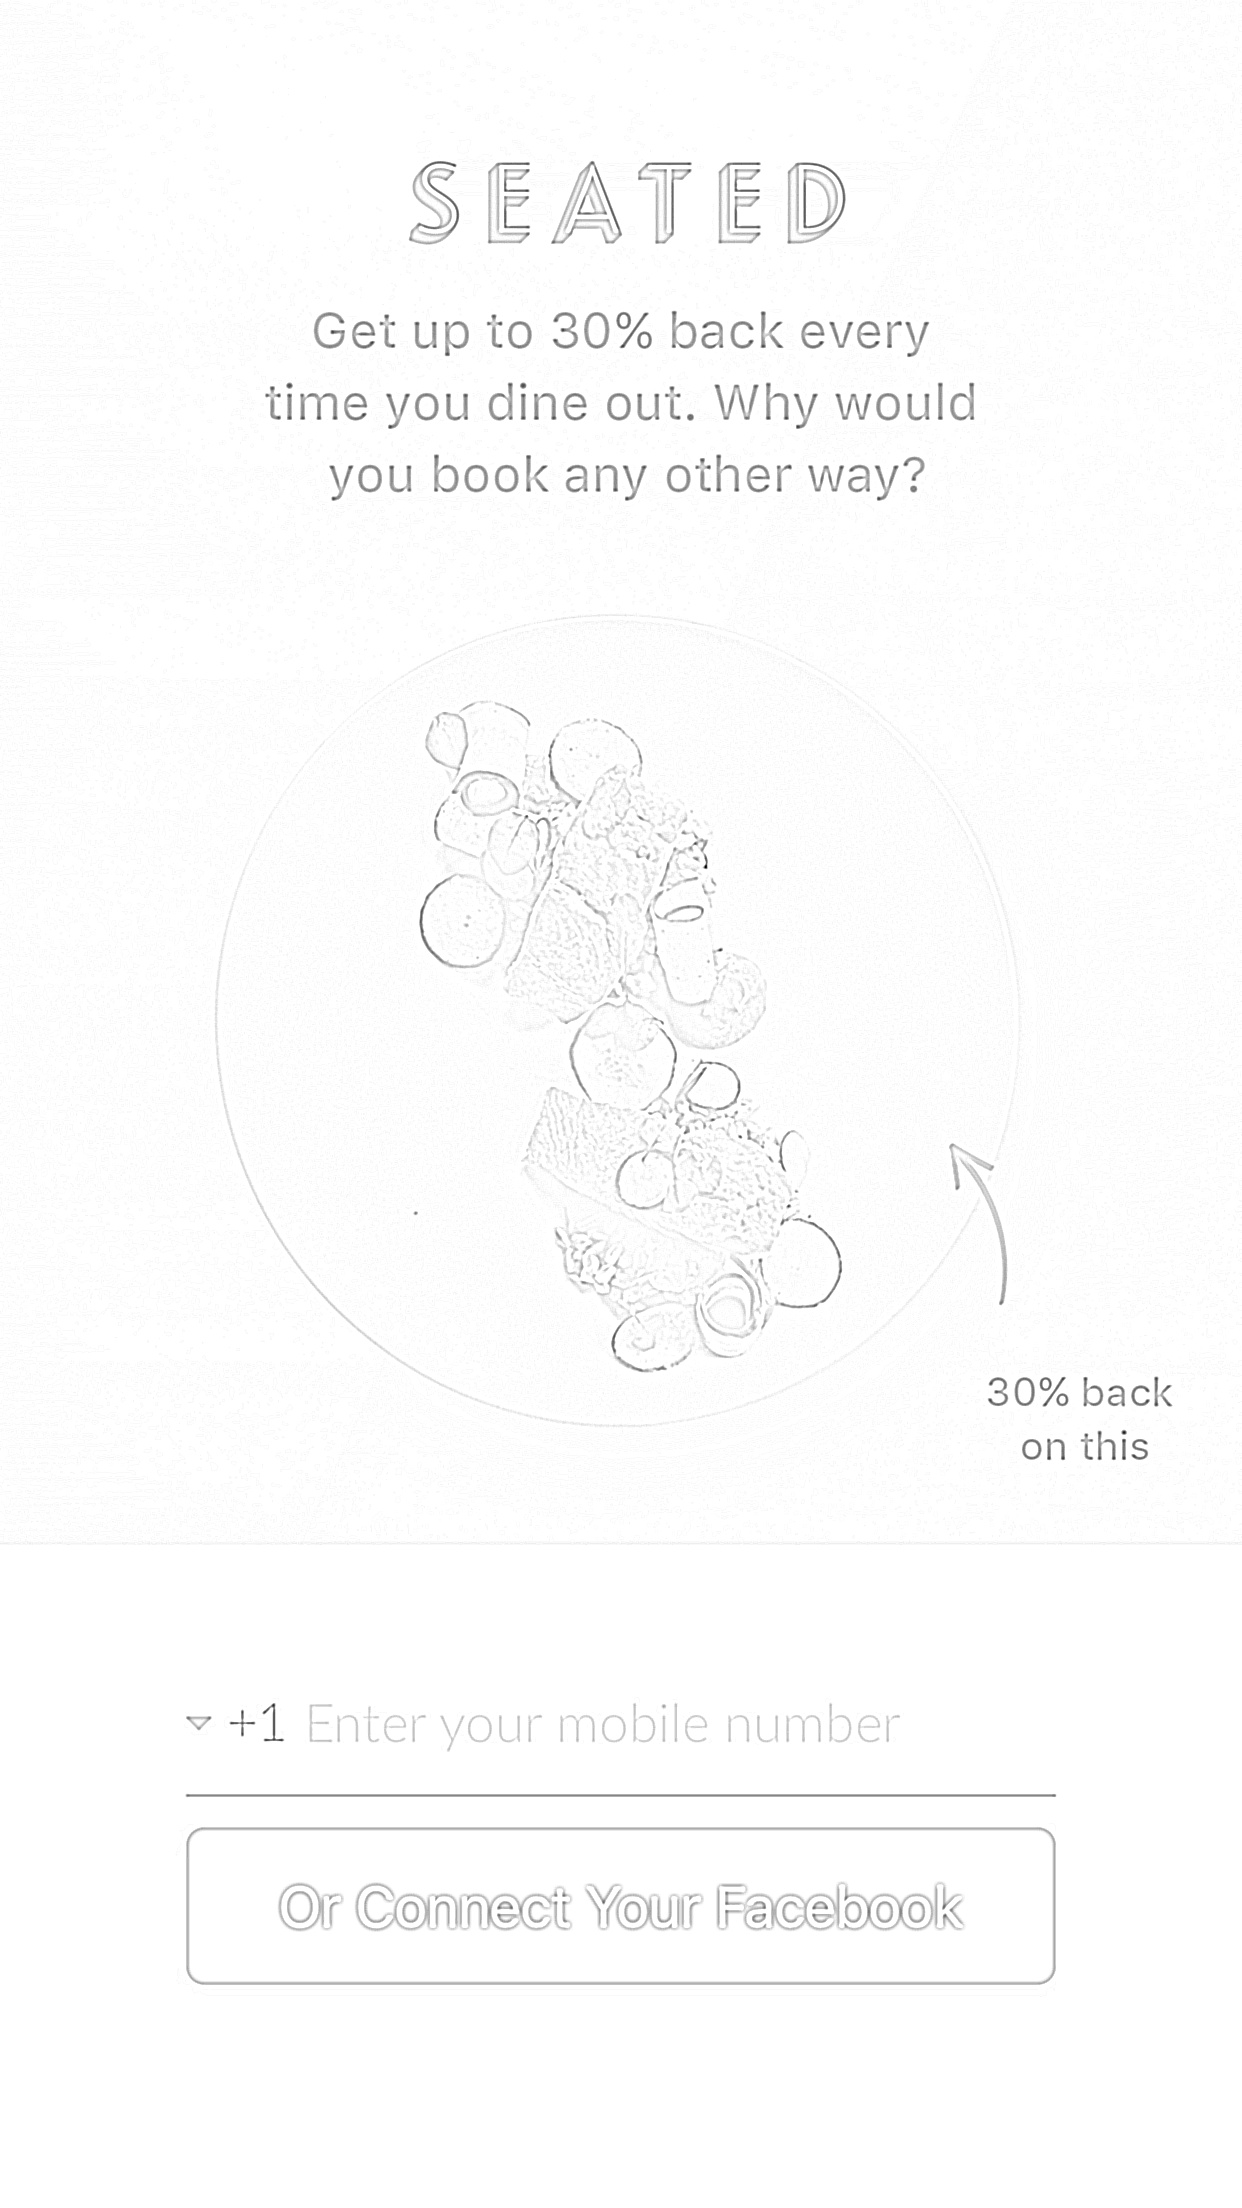 SEATED
Get up to 30% back every
time you dine out. Why would
you book any other way?
30% back
on this
+1 Enter your mobile number
Or Connect Your Facebook